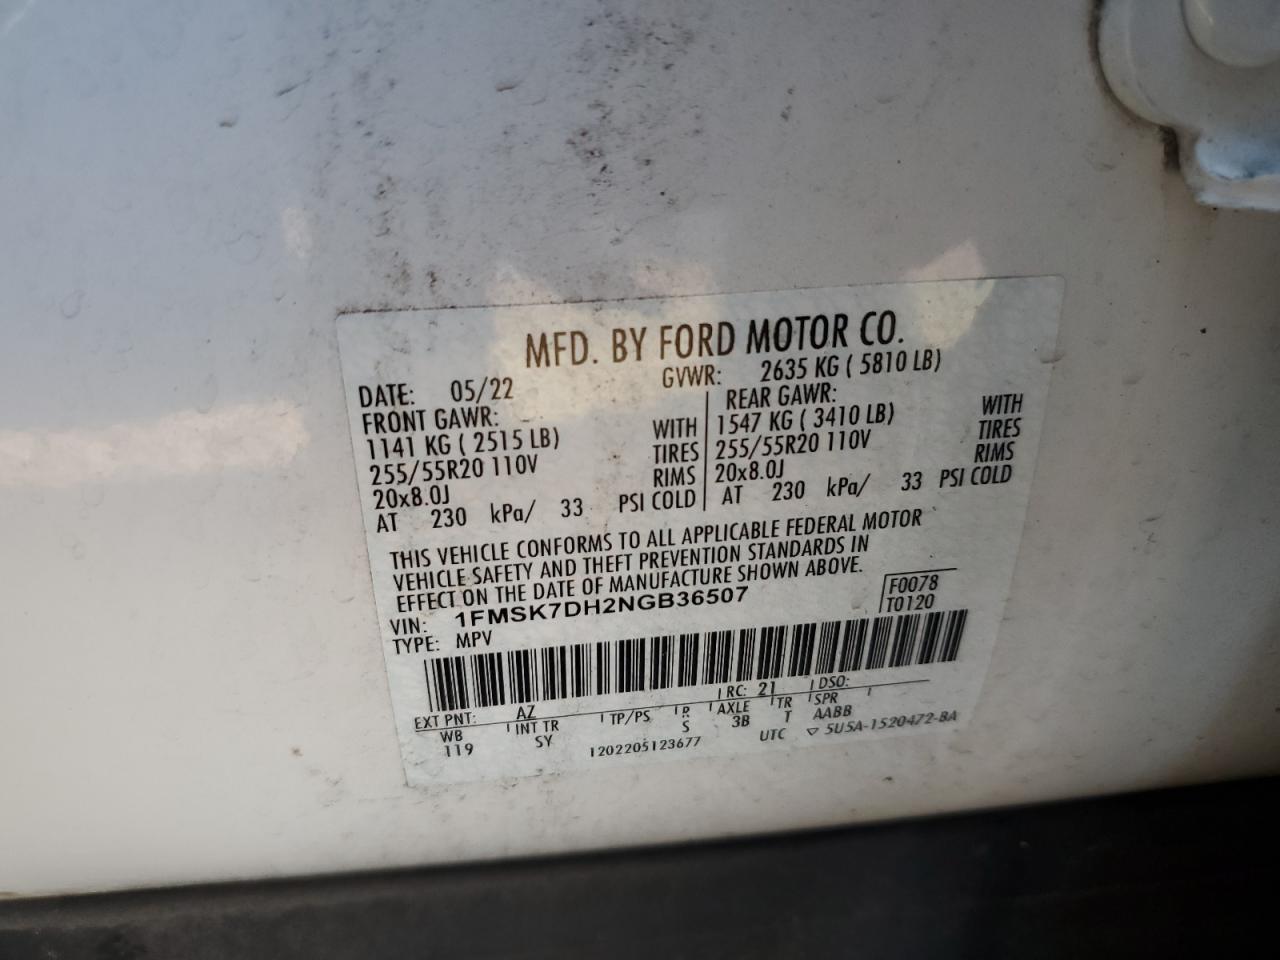 MFD. BY FORD MOTOR CO.
DATE: 05/22 GVWR: 2635 KG ( 5810 LB)
FRONT GAWR: REAR GAWR:
1141 KG ( 2515 LB) WITH 1547 KG ( 3410 LB) WITH
255/55R20 110V TIRES 255/55R20 110V TIRES
20x8.0J RIMS 20x8.0J RIMS
AT 230 kPa/ 33 PSI COLD AT 230 kPa/ 33 PSI COLD
THIS VEHICLE CONFORMS TO ALL APPLICABLE FEDERAL MOTOR
VEHICLE SAFETY AND THEFT PREVENTION STANDARDS IN
EFFECT ON THE DATE OF MANUFACTURE SHOWN ABOVE.
VIN: 1FMSK7DH2NGB36507 F0078
TYPE: MPV T0120
EXT PNT: AZ RC: 21 DSO:
WB INT TR TP/PS R AXLE TR SPR
119 SY S 3B T AABB
1202205123677 UTC ▽ 5U5A-1520472-BA